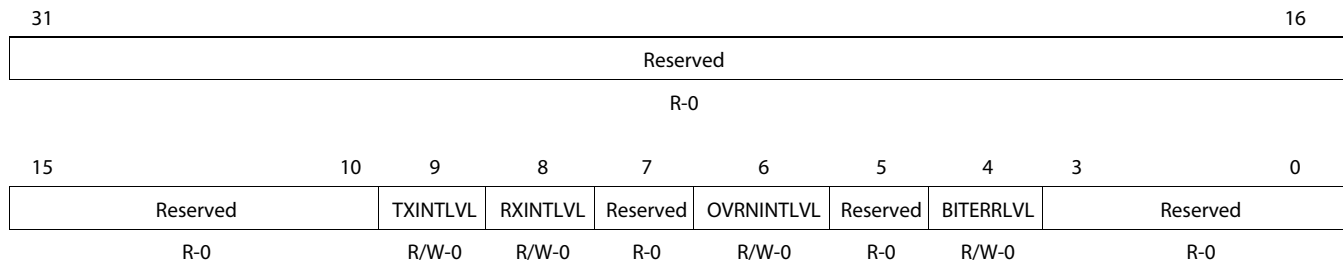 31 16
Reserved
R-0
15 10 9 8 7 6 5 4 3 0
Reserved TXINTLVL RXINTLVL Reserved OVRNINTLVL Reserved BITERRLVL Reserved
R-0 R/W-0 R/W-0 R-0 R/W-0 R-0 R/W-0 R-0